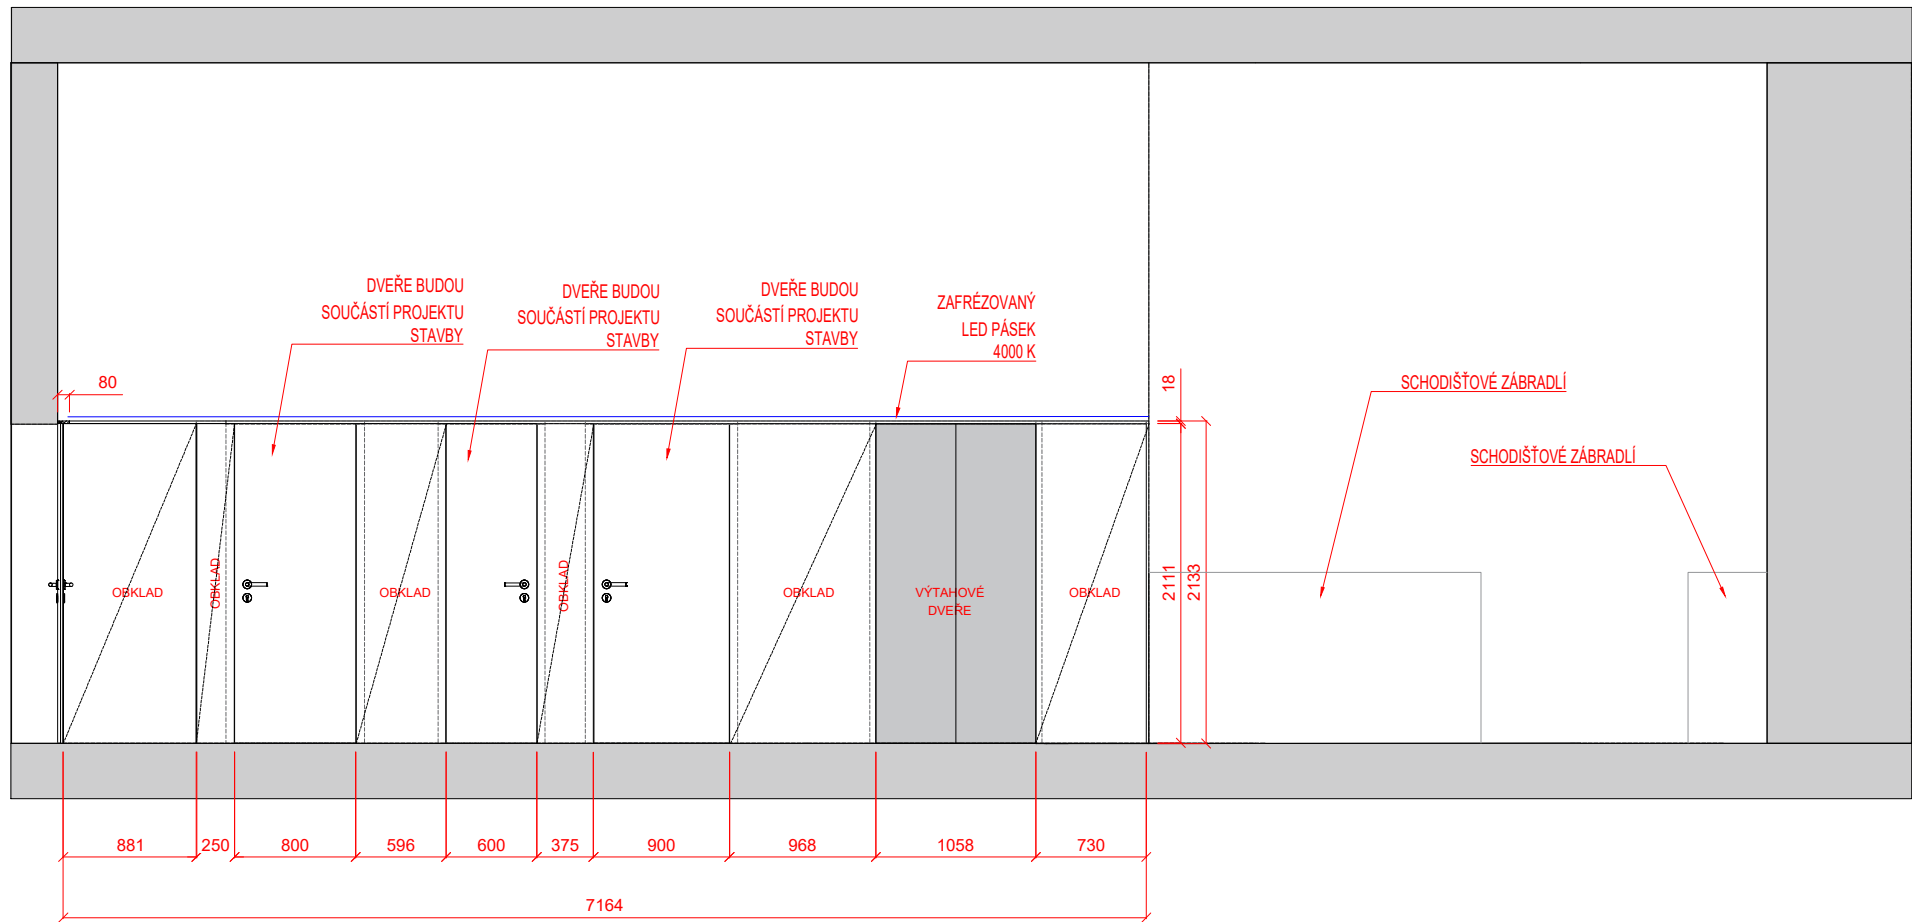 DVEŘE BUDOU
SOUČÁSTÍ PROJEKTU
STAVBY
DVEŘE BUDOU
SOUČÁSTÍ PROJEKTU
STAVBY
DVEŘE BUDOU
SOUČÁSTÍ PROJEKTU
STAVBY
ZAFRÉZOVANÝ
LED PÁSEK
4000 K
80
18
SCHODIŠŤOVÉ ZÁBRADLÍ
SCHODIŠŤOVÉ ZÁBRADLÍ
OBKLAD
OBKLAD
OBKLAD
OBKLAD
OBKLAD
VÝTAHOVÉ
DVEŘE
OBKLAD
2111
2133
881
250
800
596
600
375
900
968
1058
730
7164